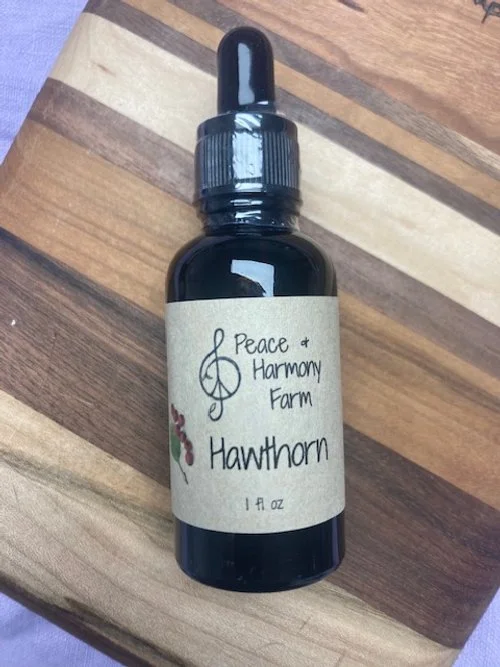 Peace &
Harmony
Farm
Hawthorn
1 fl oz